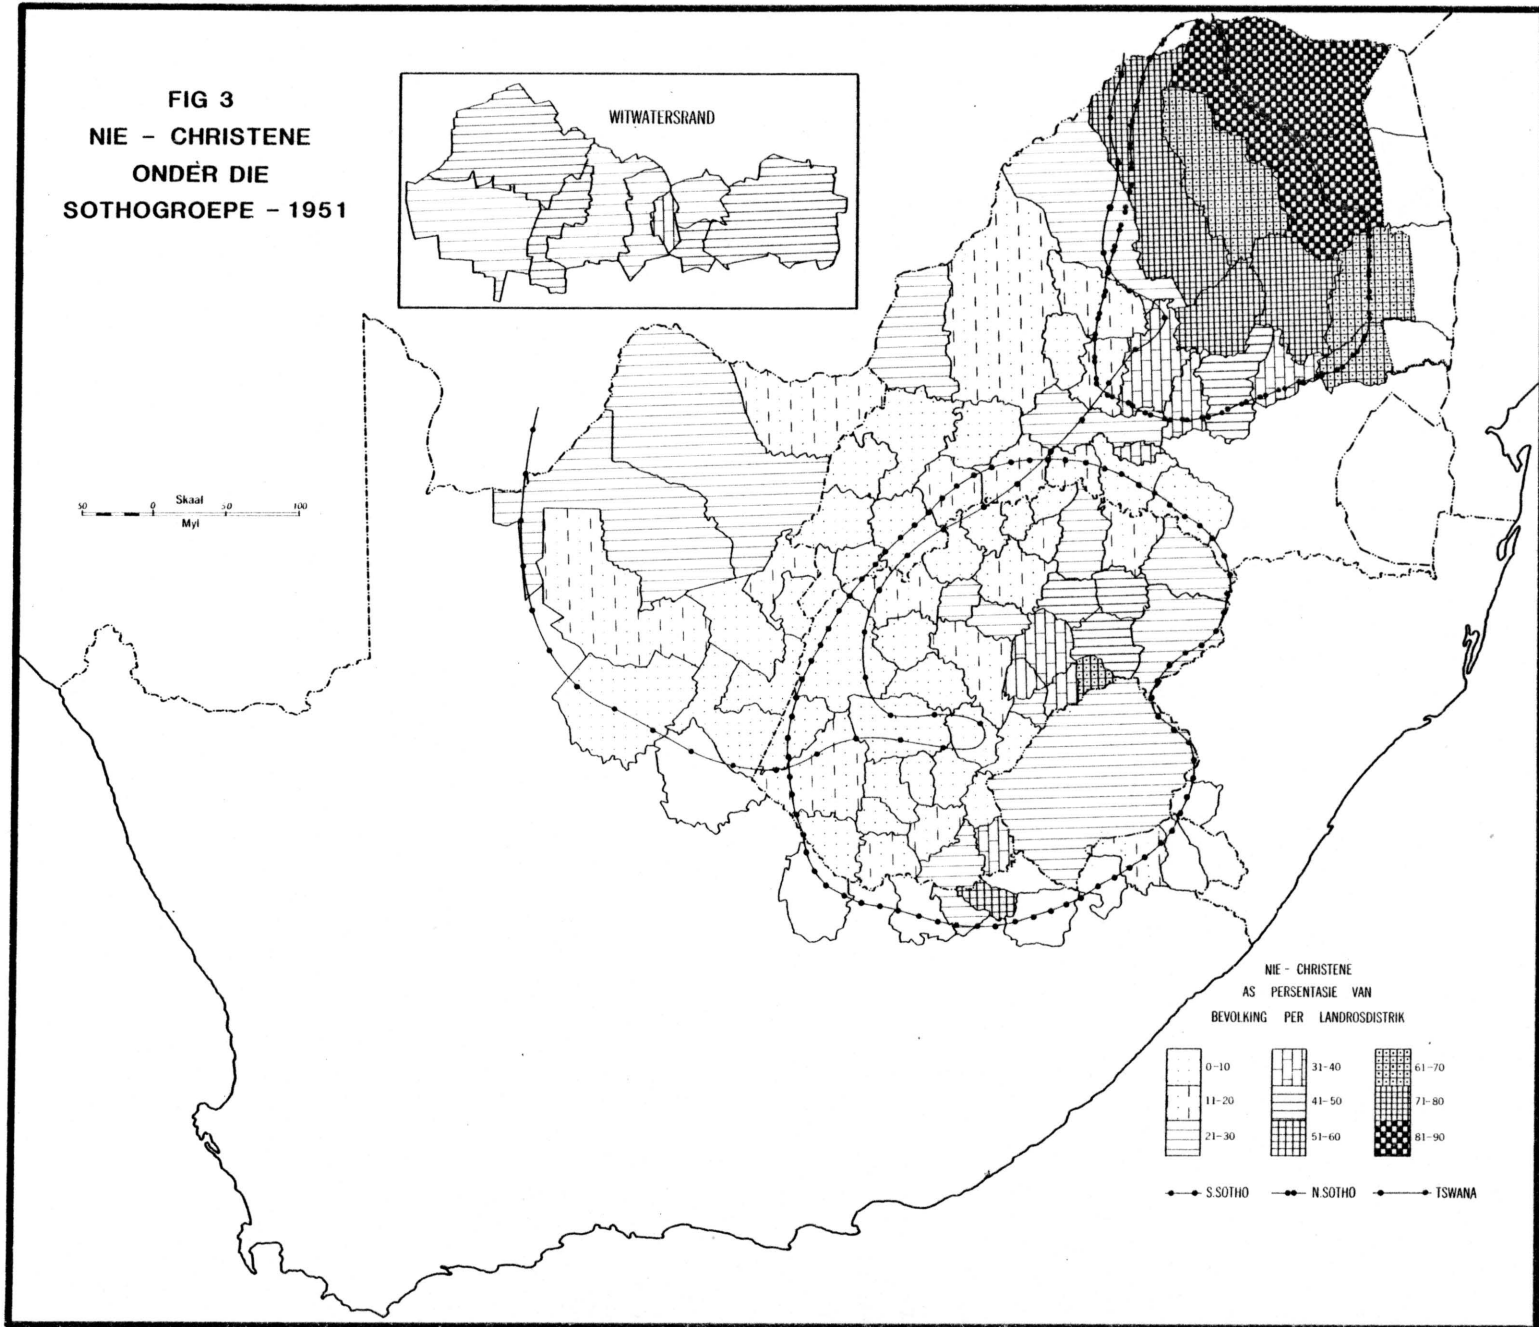 FIG 3
NIE - CHRISTENE
ONDER DIE
SOTHOGROEPE - 1951
WITWATERSRAND
Skaal
50 0 50 100
Myl
NIE - CHRISTENE
AS PERSENTASIE VAN
BEVOLKING PER LANDROSDISTRIK
0-10 31-40 61-70
11-20 41-50 71-80
21-30 51-60 81-90
S.SOTHO N.SOTHO TSWANA